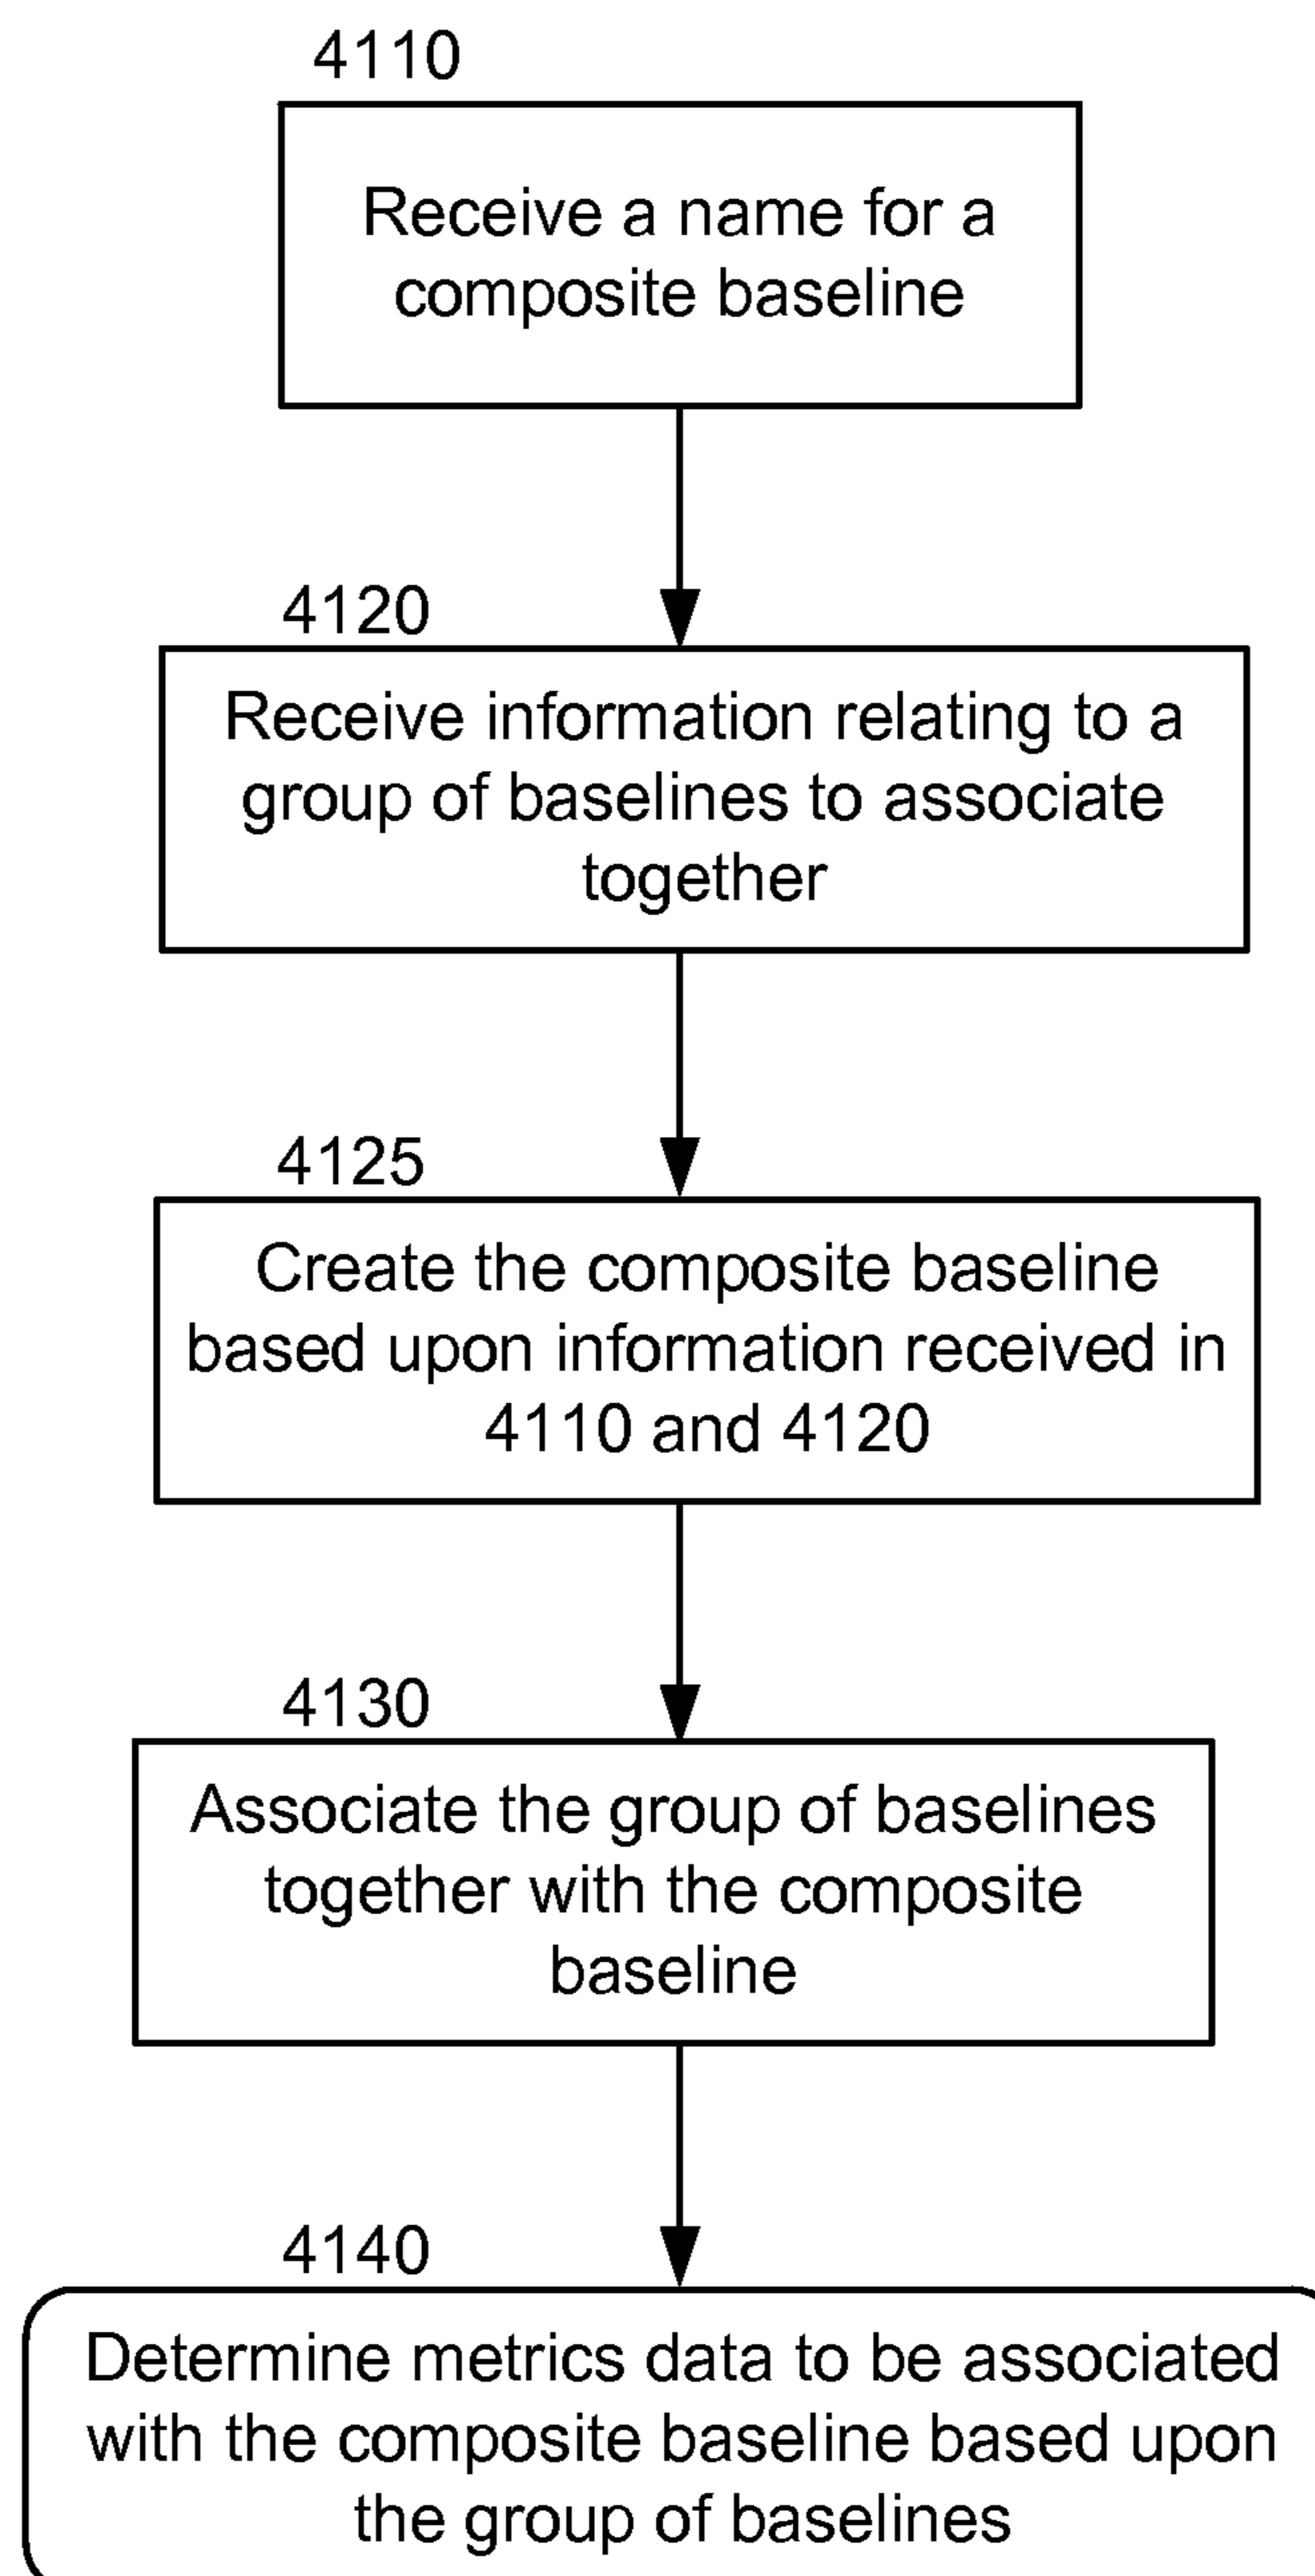 4110
Receive a name for a
composite baseline
4120
Receive information relating to a
group of baselines to associate
together
4125
Create the composite baseline
based upon information received in
4110 and 4120
4130
Associate the group of baselines
together with the composite
baseline
4140
Determine metrics data to be associated
with the composite baseline based upon
the group of baselines